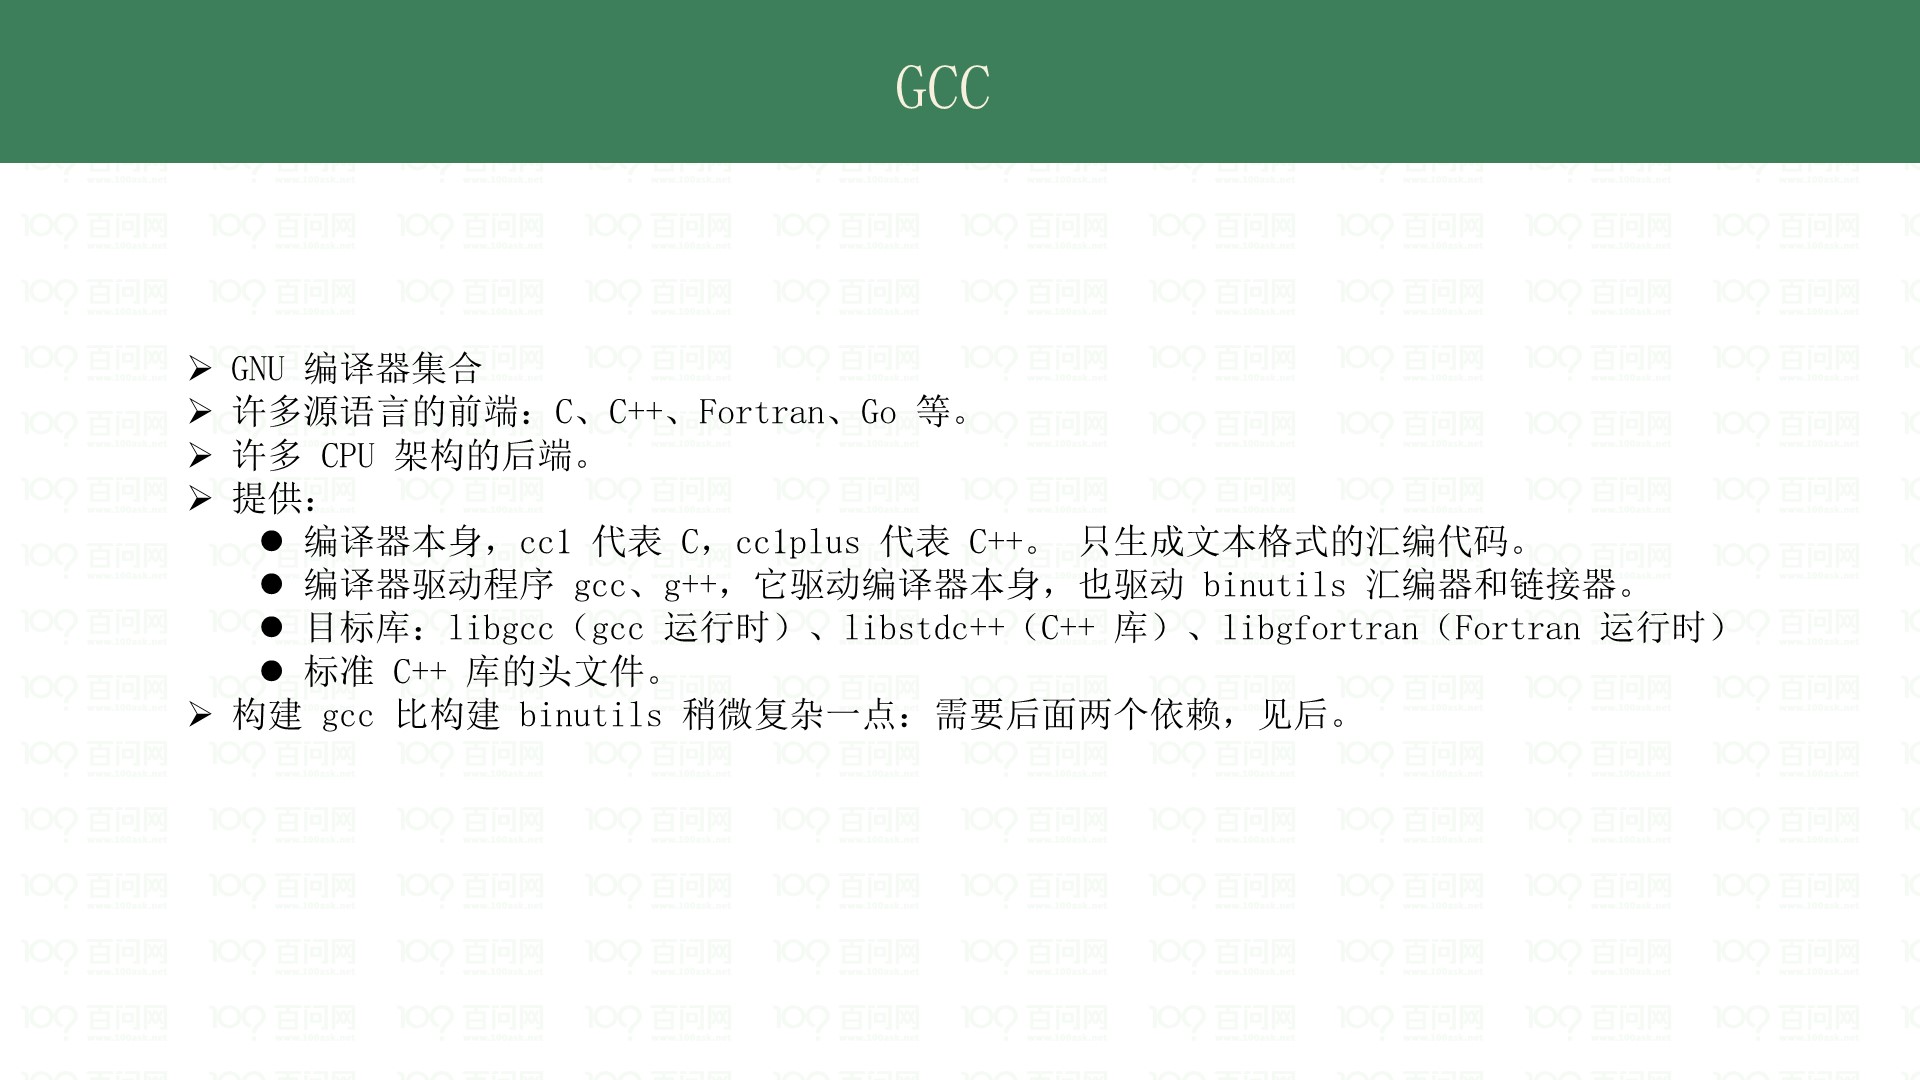 GCC
➢ GNU 编译器集合
➢ 许多源语言的前端：C、C++、Fortran、Go 等。
➢ 许多 CPU 架构的后端。
➢ 提供：
● 编译器本身，cc1 代表 C，cc1plus 代表 C++。 只生成文本格式的汇编代码。
● 编译器驱动程序 gcc、g++，它驱动编译器本身，也驱动 binutils 汇编器和链接器。
● 目标库：libgcc（gcc 运行时）、libstdc++（C++ 库）、libgfortran（Fortran 运行时）
● 标准 C++ 库的头文件。
➢ 构建 gcc 比构建 binutils 稍微复杂一点：需要后面两个依赖，见后。
百问网
www.100ask.net